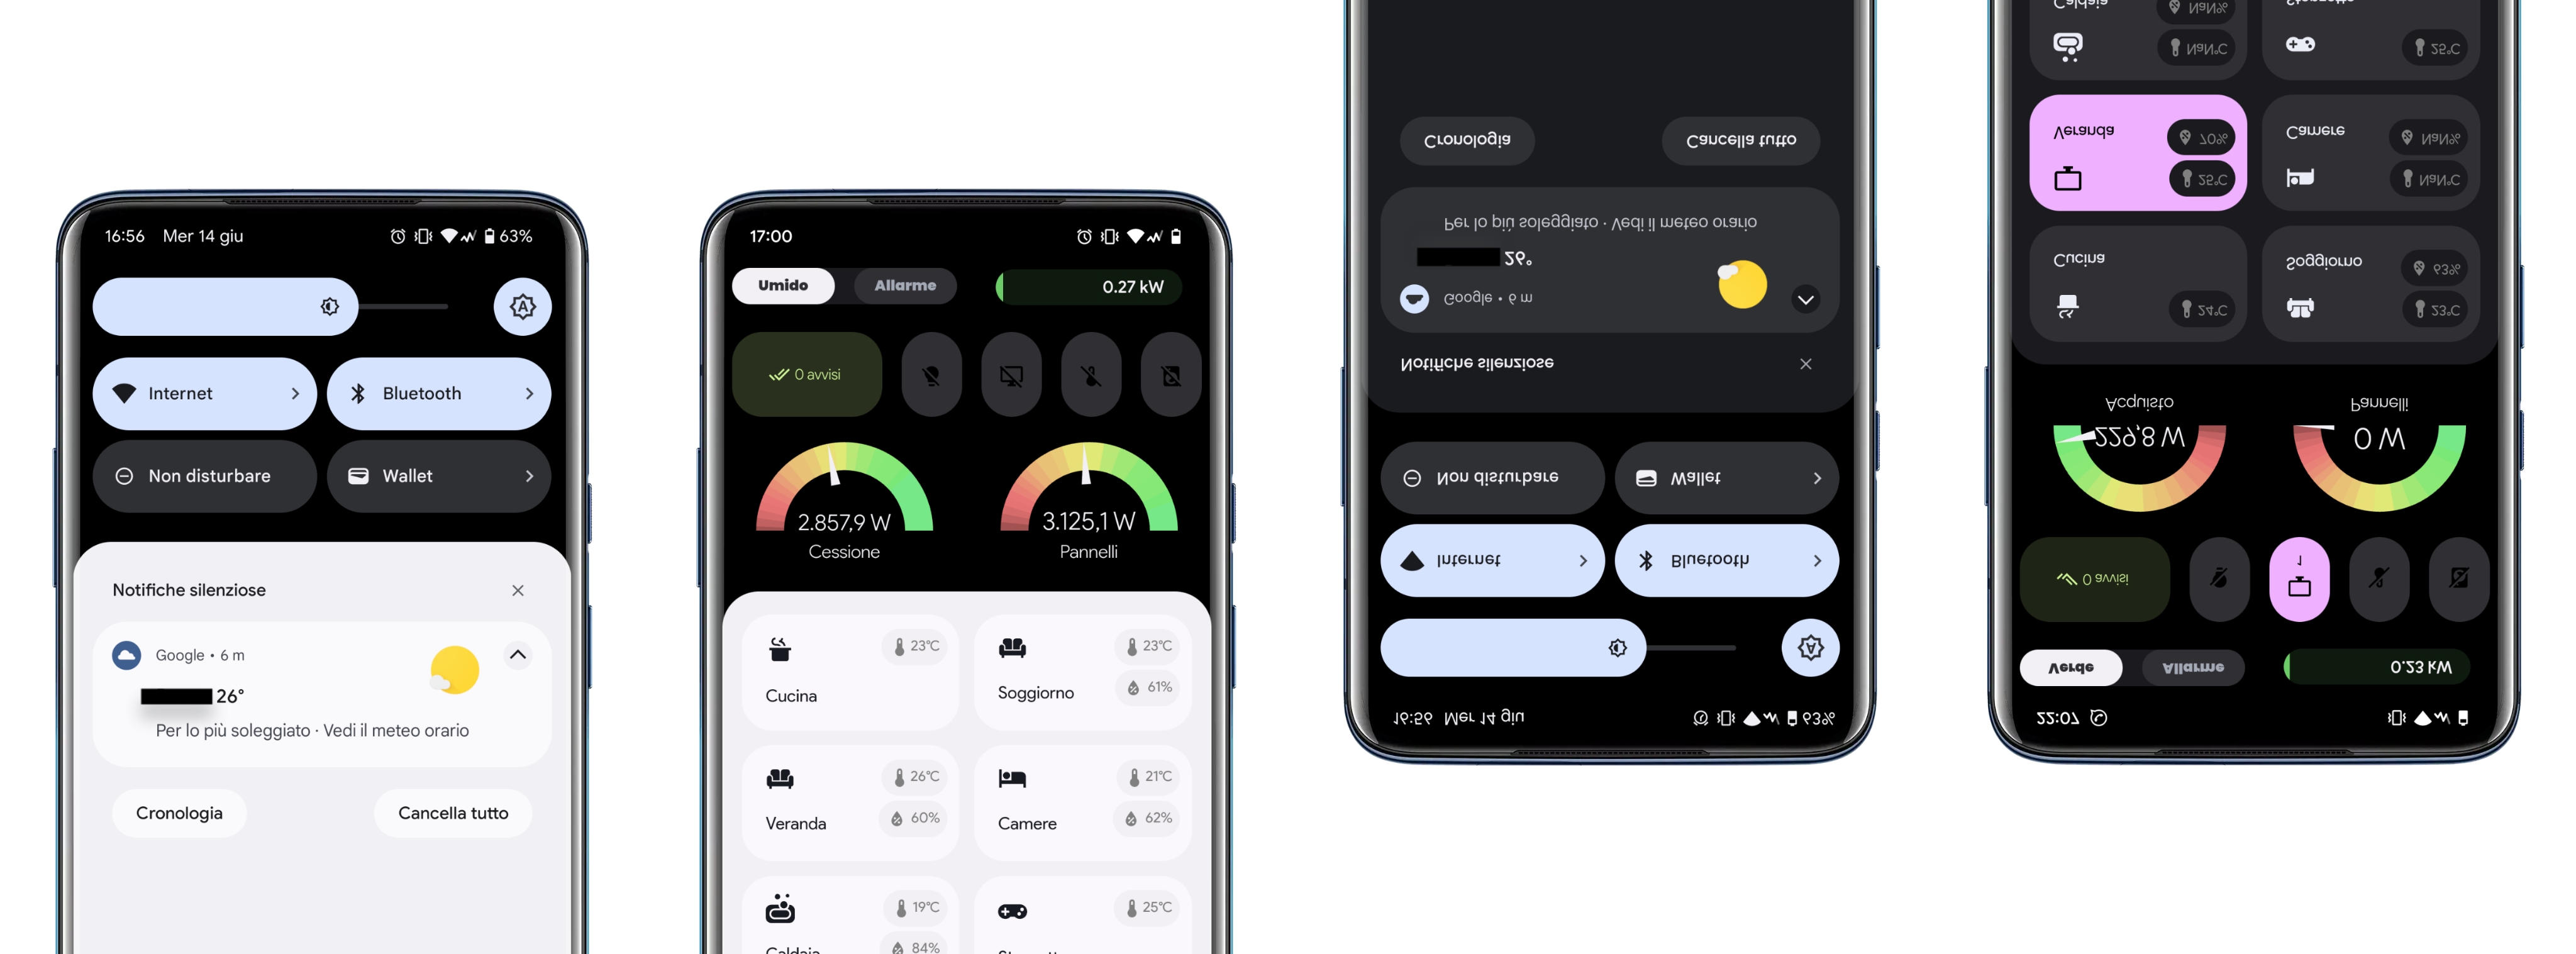 16:56 Mer 14 giu 63%
Internet
Bluetooth
Non disturbare
Wallet
Notifiche silenziose
Google • 6 m
26°
Per lo più soleggiato · Vedi il meteo orario
Cronologia
Cancella tutto
17:00
Umido
Allarme
0.27 kW
0 avvisi
2.857,9 W
Cessione
3.125,1 W
Pannelli
23°C
Cucina
23°C
61%
Soggiorno
26°C
60%
Veranda
21°C
62%
Camere
19°C
84%
Caldaia
25°C
Cronologia
Cancella tutto
Per lo più soleggiato · Vedi il meteo orario
26°
Google • 6 m
Notifiche silenziose
Non disturbare
Wallet
Internet
Bluetooth
16:56 Mer 14 giu 63%
Caldaia
NaN%
NaN°C
25°C
Veranda
70%
25°C
Camere
NaN%
NaN°C
Cucina
24°C
Soggiorno
63%
23°C
Acquisto
229,8 W
Pannelli
0 W
0 avvisi
1
Verde
Allarme
0.23 kW
22:07